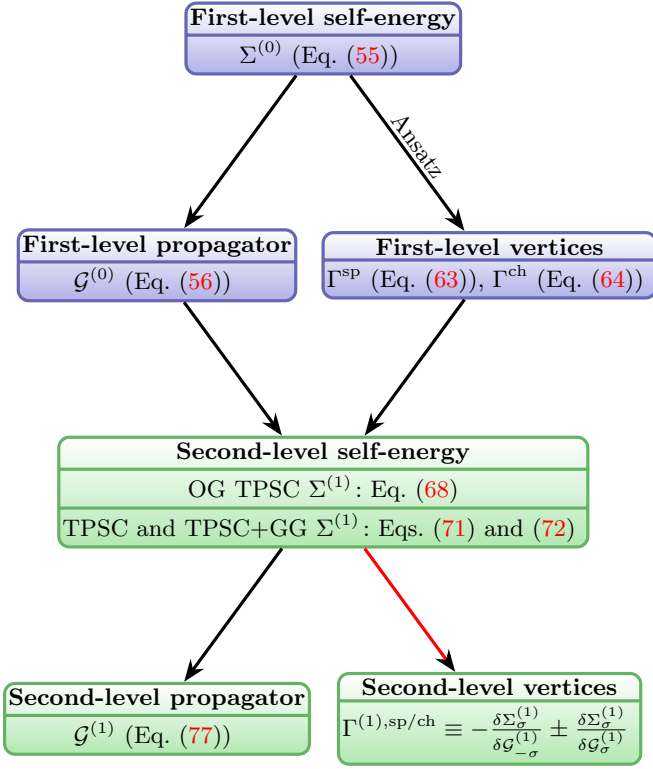 First-level self-energy
Σ^{(0)} (Eq. (55))
Ansatz
First-level propagator
𝒢^{(0)} (Eq. (56))
First-level vertices
Γ^{sp} (Eq. (63)), Γ^{ch} (Eq. (64))
Second-level self-energy
OG TPSC Σ^{(1)}: Eq. (68)
TPSC and TPSC+GG Σ^{(1)}: Eqs. (71) and (72)
Second-level propagator
𝒢^{(1)} (Eq. (77))
Second-level vertices
Γ^{(1),sp/ch} ≡ −\frac{δΣ_σ^{(1)}}{δ𝒢_{−σ}^{(1)}} ± \frac{δΣ_σ^{(1)}}{δ𝒢_σ^{(1)}}